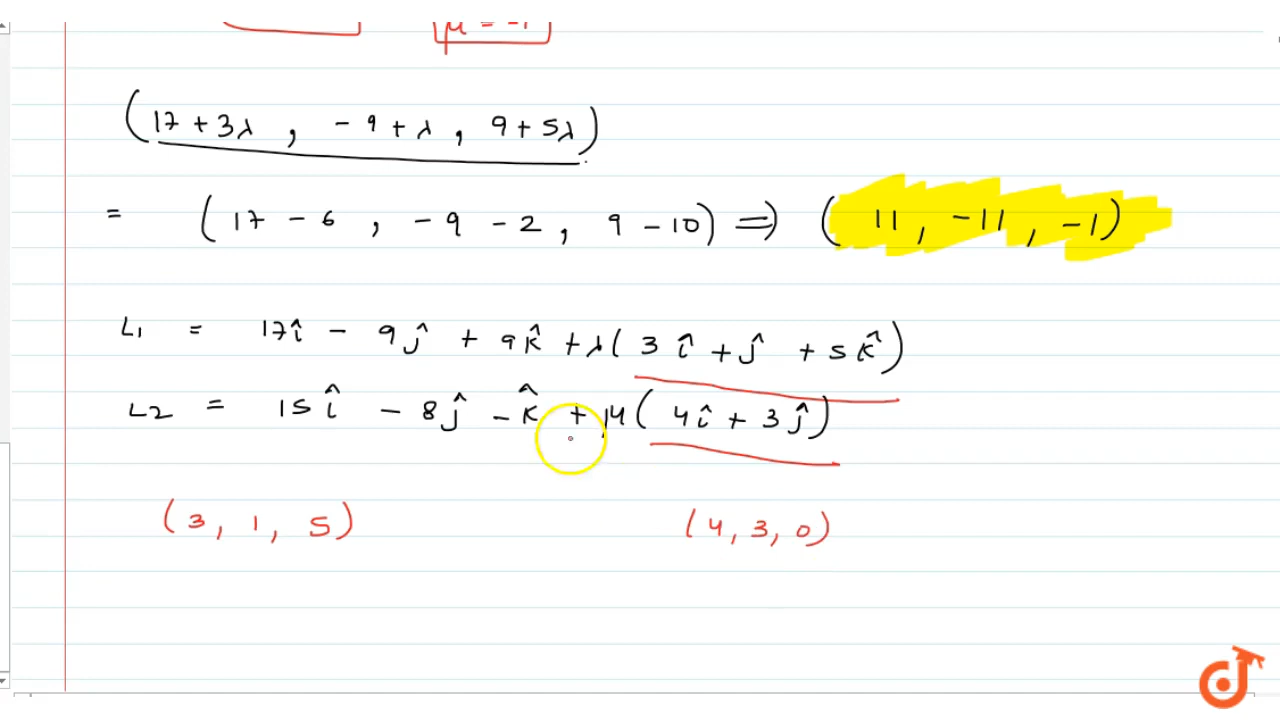 μ = -1
(17 + 3λ , - 9 + λ , 9 + 5λ)
= (17 - 6 , - 9 - 2 , 9 - 10) ⇒ (11 , -11 , -1)
L1 = 17î - 9ĵ + 9k̂ + λ(3î + ĵ + 5k̂)
L2 = 15î - 8ĵ - k̂ + μ(4î + 3ĵ)
(3, 1, 5) (4, 3, 0)